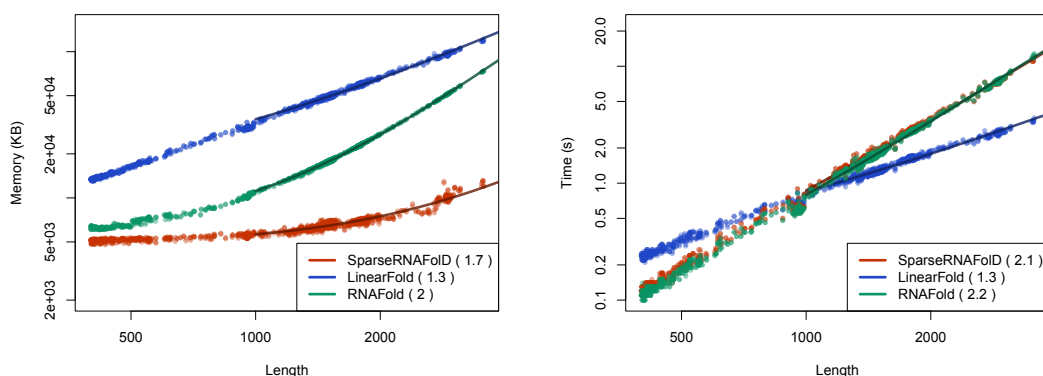 Memory (KB)
2e+03
5e+03
2e+04
5e+04
500
1000
2000
Length
SparseRNAFolD ( 1.7 )
LinearFold ( 1.3 )
RNAFold ( 2 )
Time (s)
0.1
0.2
0.5
1.0
2.0
5.0
20.0
500
1000
2000
Length
SparseRNAFolD ( 2.1 )
LinearFold ( 1.3 )
RNAFold ( 2.2 )